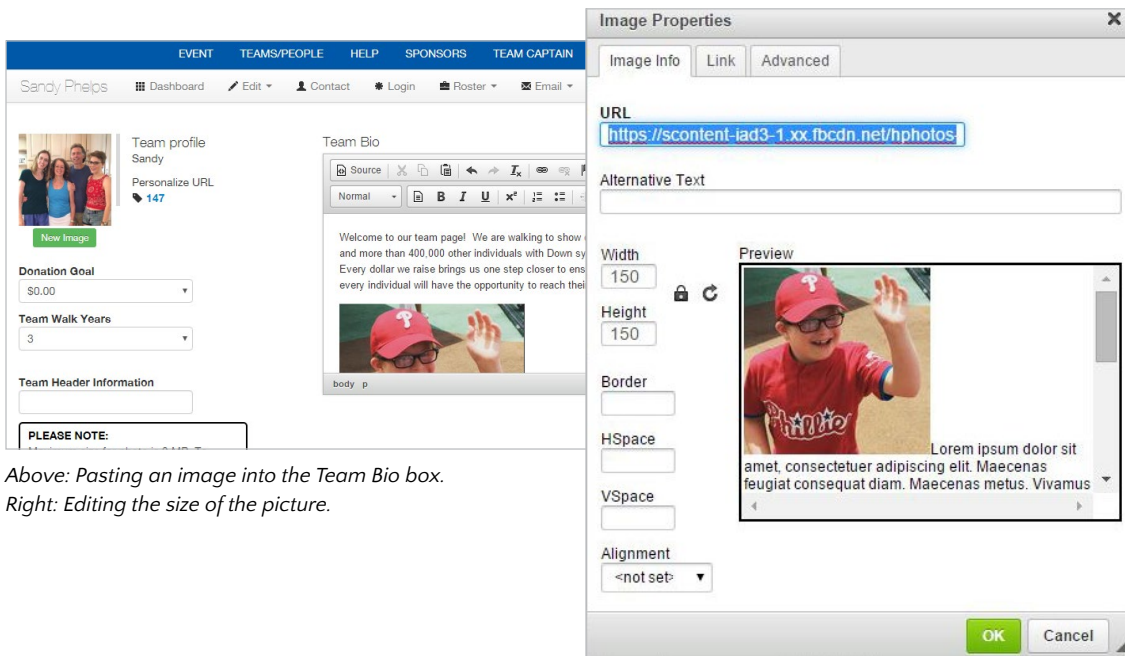 EVENT TEAMS/PEOPLE HELP SPONSORS TEAM CAPTAIN
Sandy Phelps Dashboard Edit Contact Login Roster Email
Team profile
Sandy
Personalize URL
147
New Image
Donation Goal
$0.00
Team Walk Years
3
Team Header Information
PLEASE NOTE:
Team Bio
Source
Normal B I U
Welcome to our team page! We are walking to show
and more than 400,000 other individuals with Down
Every dollar we raise brings us one step closer to
every individual will have the opportunity to reach
P
body p
Above: Pasting an image into the Team Bio box.
Right: Editing the size of the picture.
Image Properties
Image Info Link Advanced
URL
https://scontent-iad3-1.xx.fbcdn.net/hphotos-
Alternative Text
Width
150
Height
150
Border
HSpace
VSpace
Alignment
<not set>
Preview
P
Phillies
Lorem ipsum dolor sit
amet, consectetuer adipiscing elit. Maecenas
feugiat consequat diam. Maecenas metus. Vivamus
OK Cancel